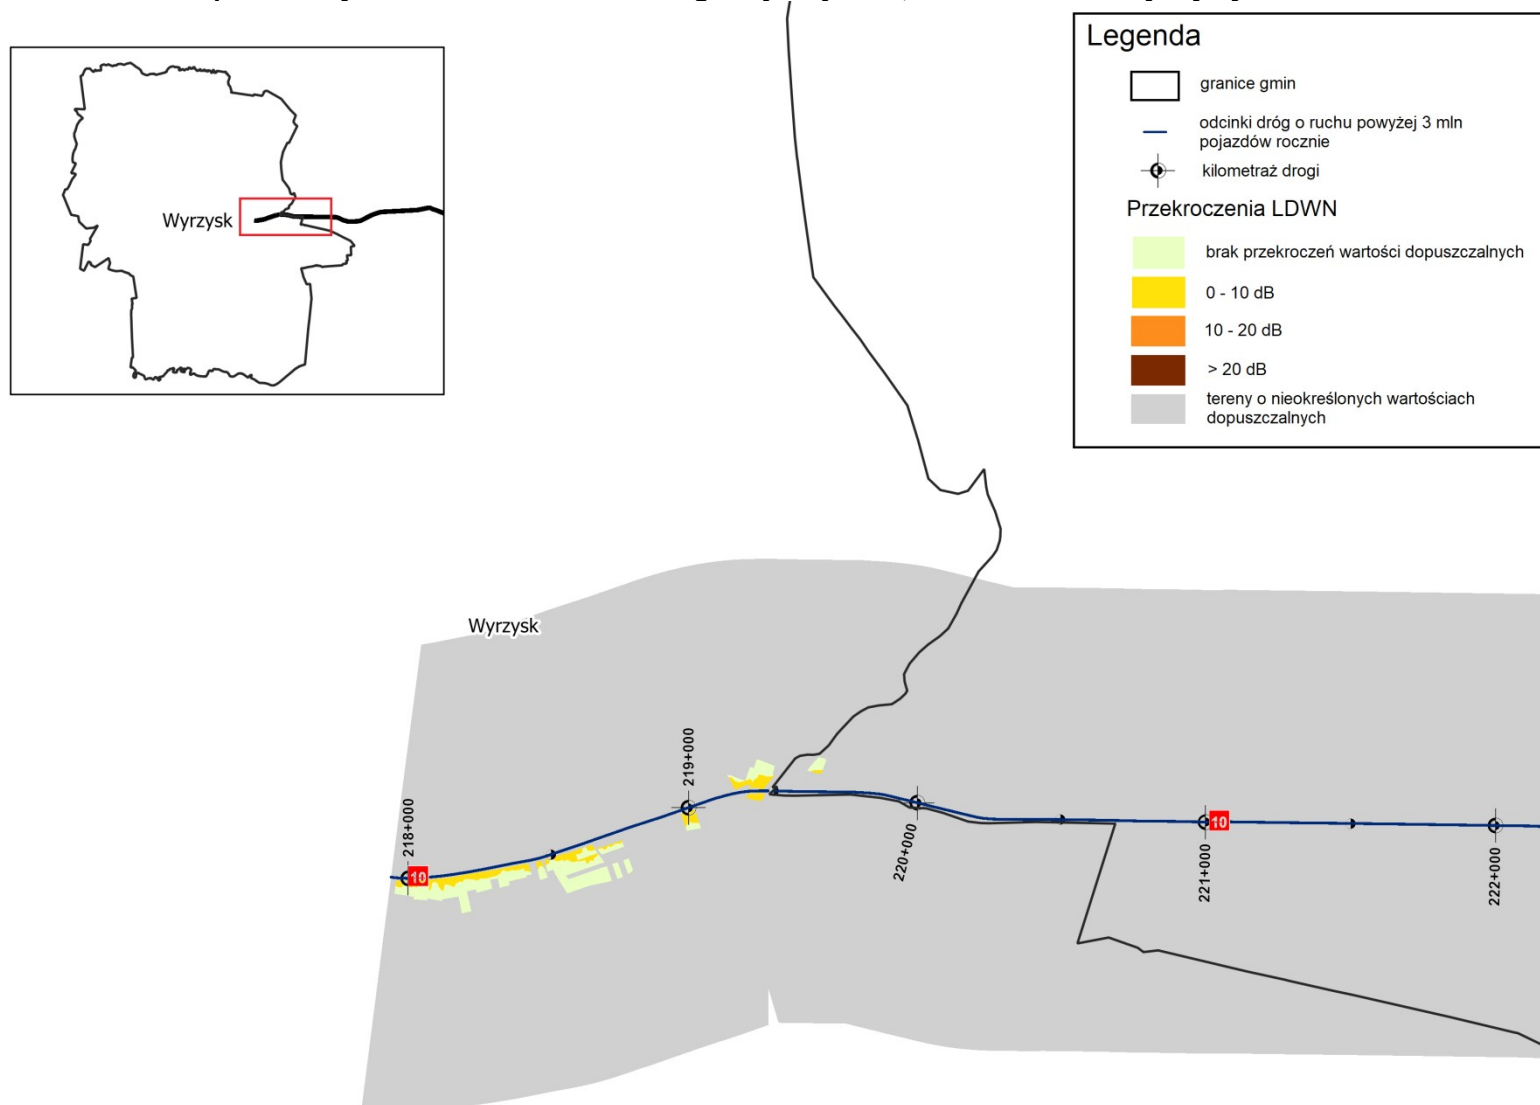 Wyrzysk
Legenda
granice gmin
odcinki dróg o ruchu powyżej 3 mln
pojazdów rocznie
kilometraż drogi
Przekroczenia LDWN
brak przekroczeń wartości dopuszczalnych
0 - 10 dB
10 - 20 dB
> 20 dB
tereny o nieokreślonych wartościach
dopuszczalnych
Wyrzysk
218+000
10
219+000
220+000
221+000
10
222+000